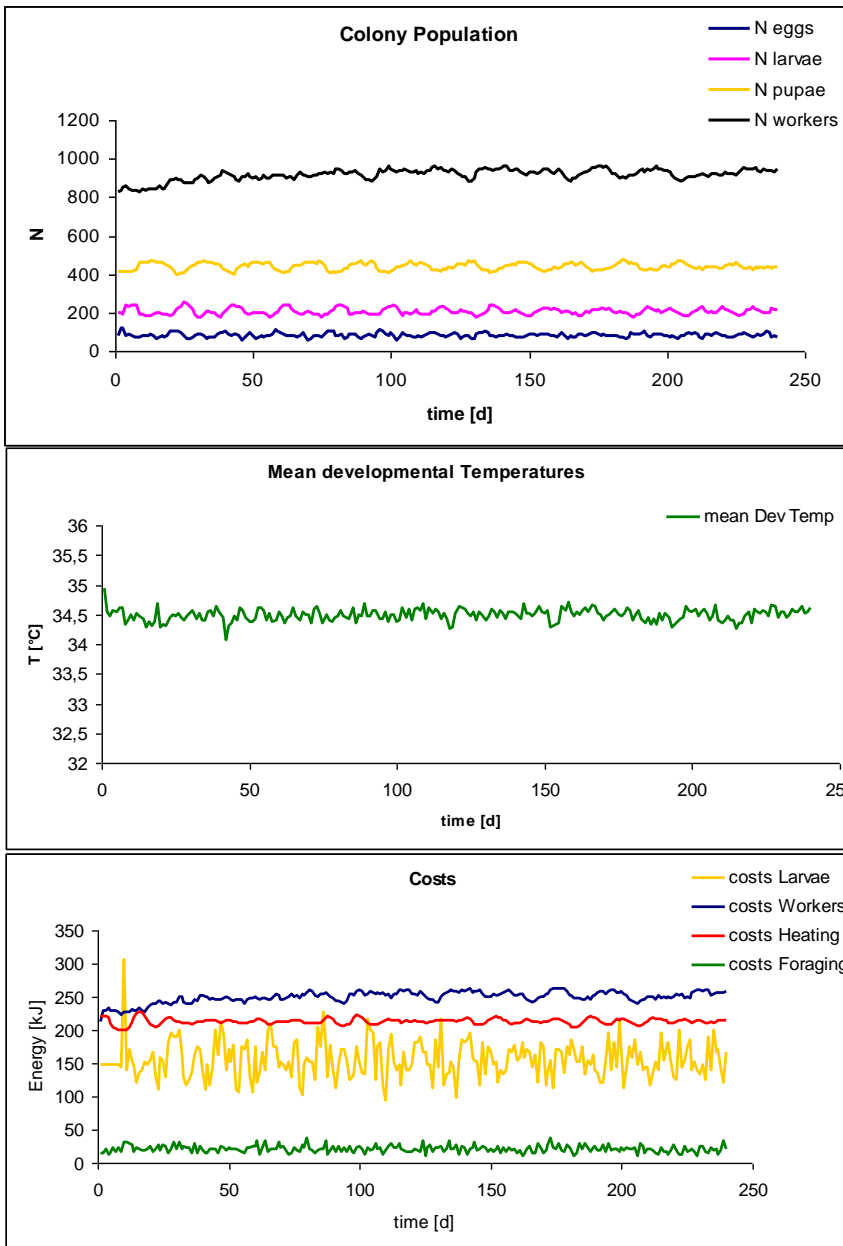 Colony Population
N eggs
N larvae
N pupae
N workers
1200
1000
800
600
400
200
0
N
0 50 100 150 200 250
time [d]
Mean developmental Temperatures
mean Dev Temp
36
35,5
35
34,5
34
33,5
33
32,5
32
T [°C]
0 50 100 150 200 250
time [d]
Costs
costs Larvae
costs Workers
costs Heating
costs Foraging
350
300
250
200
150
100
50
0
Energy [kJ]
0 50 100 150 200 250
time [d]